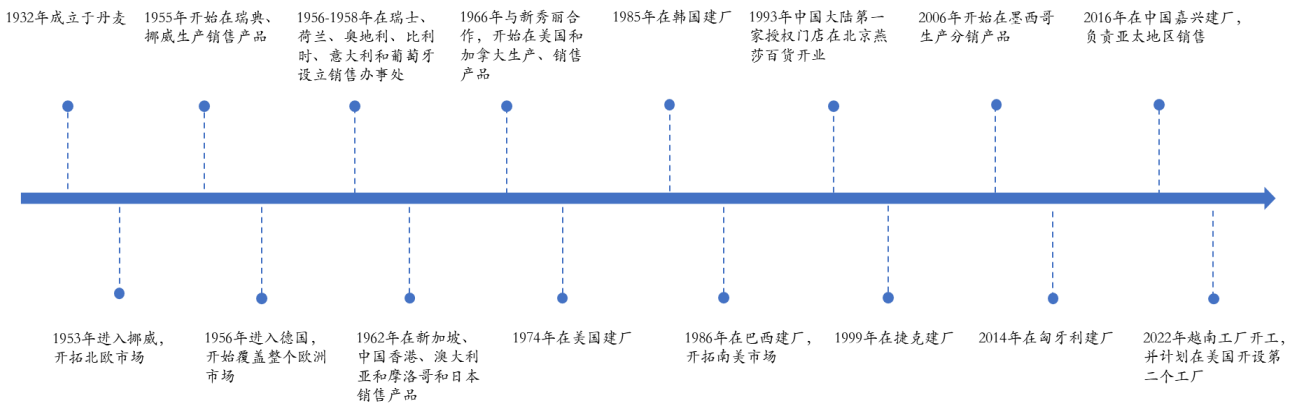 1932年成立于丹麦
1955年开始在瑞典、
挪威生产销售产品
1956-1958年在瑞士、
荷兰、奥地利、比利
时、意大利和葡萄牙
设立销售办事处
1966年与新秀丽合
作，开始在美国和
加拿大生产、销售
产品
1985年在韩国建厂
1993年中国大陆第一
家授权门店在北京燕
莎百货开业
2006年开始在墨西哥
生产分销产品
2016年在中国嘉兴建厂，
负责亚太地区销售
1953年进入挪威，
开拓北欧市场
1956年进入德国，
开始覆盖整个欧洲
市场
1962年在新加坡、
中国香港、澳大利
亚和摩洛哥和日本
销售产品
1974年在美国建厂
1986年在巴西建厂，
开拓南美市场
1999年在捷克建厂
2014年在匈牙利建厂
2022年越南工厂开工，
并计划在美国开设第
二个工厂